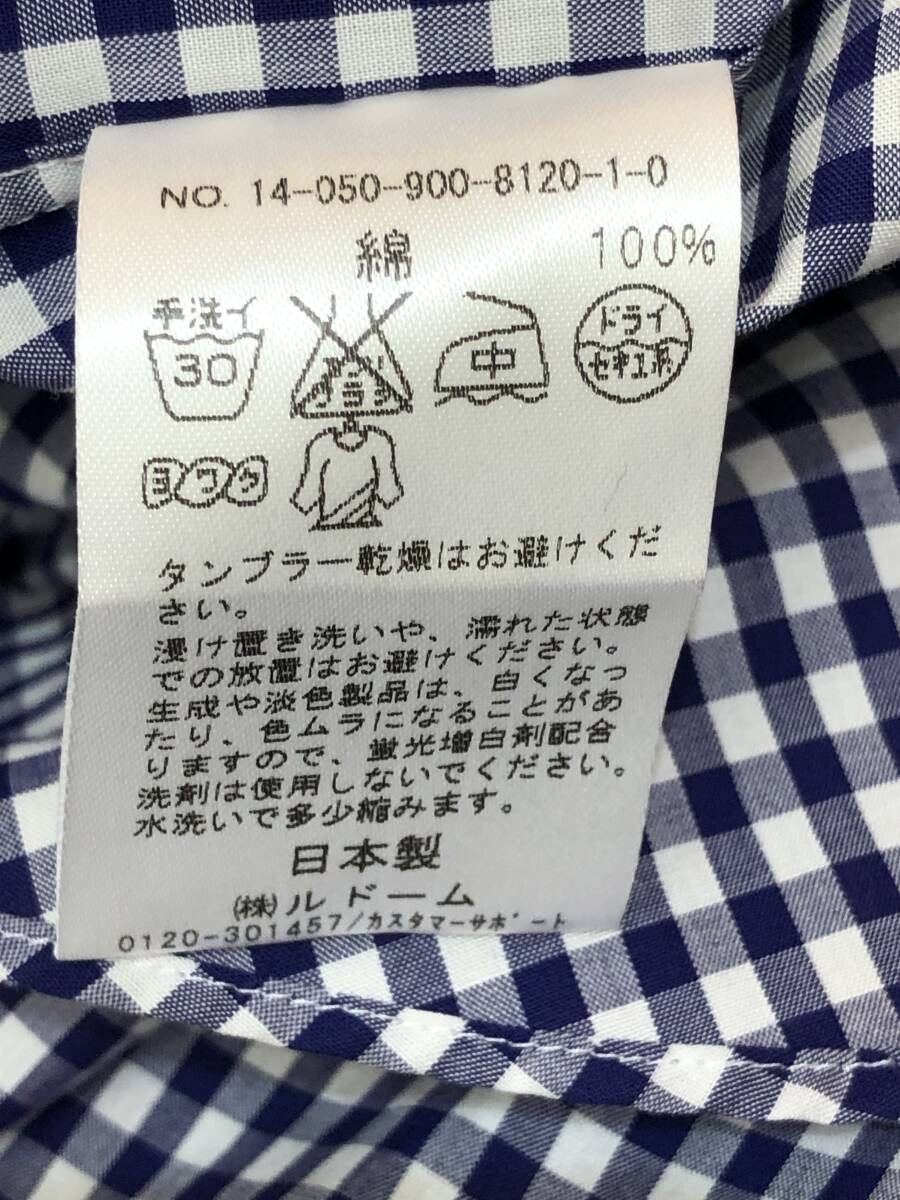 NO. 14-050-900-8120-1-0
綿 100%
手洗イ
30
エンソ
サラシ
中
ドライ
セキユ系
ヨワク
タンブラー乾燥はお避けくだ
さい。
浸け置き洗いや、濡れた状態
での放置はお避けください。
生成や淡色製品は、白くなっ
たり、色ムラになることがあ
りますので、蛍光増白剤配合
洗剤は使用しないでください。
水洗いで多少縮みます。
日本製
㈱ルドーム
0120-301457/カスタマーサポート